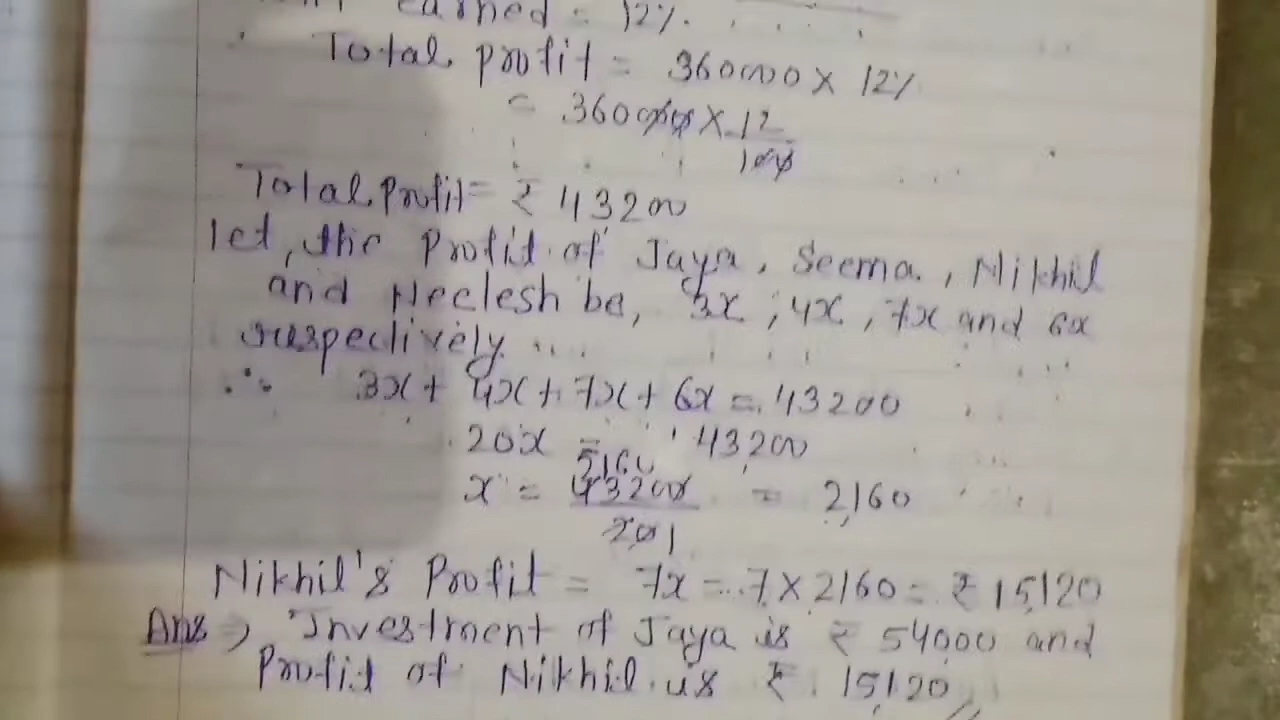 earned = 12%.
∴ Total profit = 360000 × 12%
= 360000 × 12/100
Total Profit = ₹ 43200
let, the Profit of Jaya, Seema, Nikhil
and Neelesh be, 3x, 4x, 7x and 6x
respectively
∴ 3x + 4x + 7x + 6x = 43200
20x = 43200
x = 43200/20 = 2160
Nikhil's Profit = 7x = 7 × 2160 = ₹ 15120
Ans ⇒ Investment of Jaya is ₹ 54000 and
Profit of Nikhil is ₹ 15120